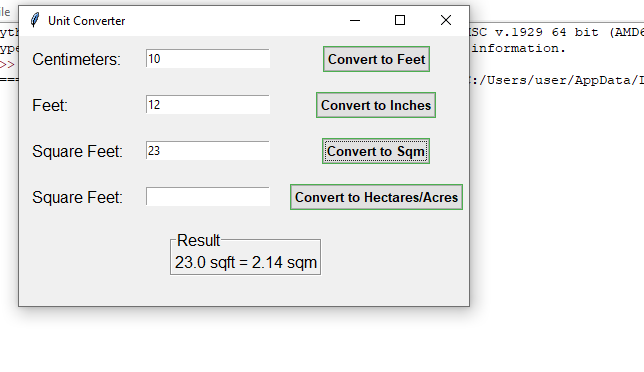 ile
Unit Converter
yth
ISC v.1929 64 bit (AMD6
Centimeters: 10 Convert to Feet
ype
information.
>>
====
C:/Users/user/AppData/L
Feet: 12 Convert to Inches
Square Feet: 23 Convert to Sqm
Square Feet: Convert to Hectares/Acres
Result
23.0 sqft = 2.14 sqm